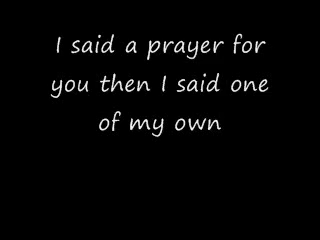 I said a prayer for
you then I said one
of my own